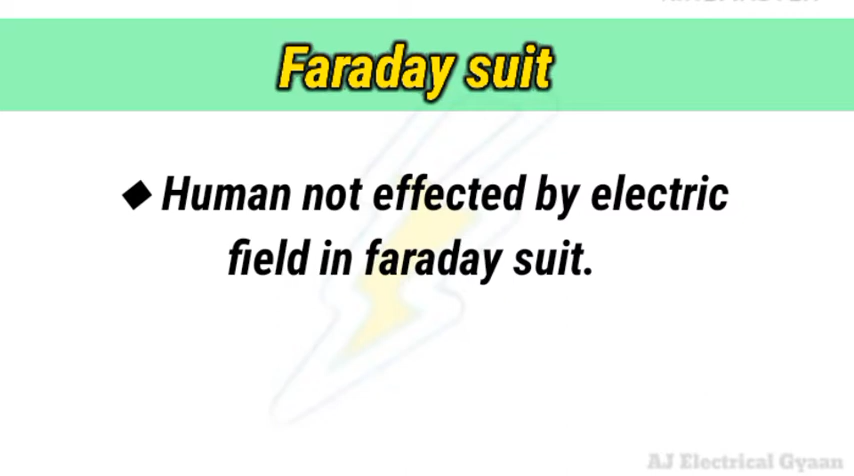 Faraday suit
◆ Human not effected by electric
field in faraday suit.
AJ Electrical Gyaan